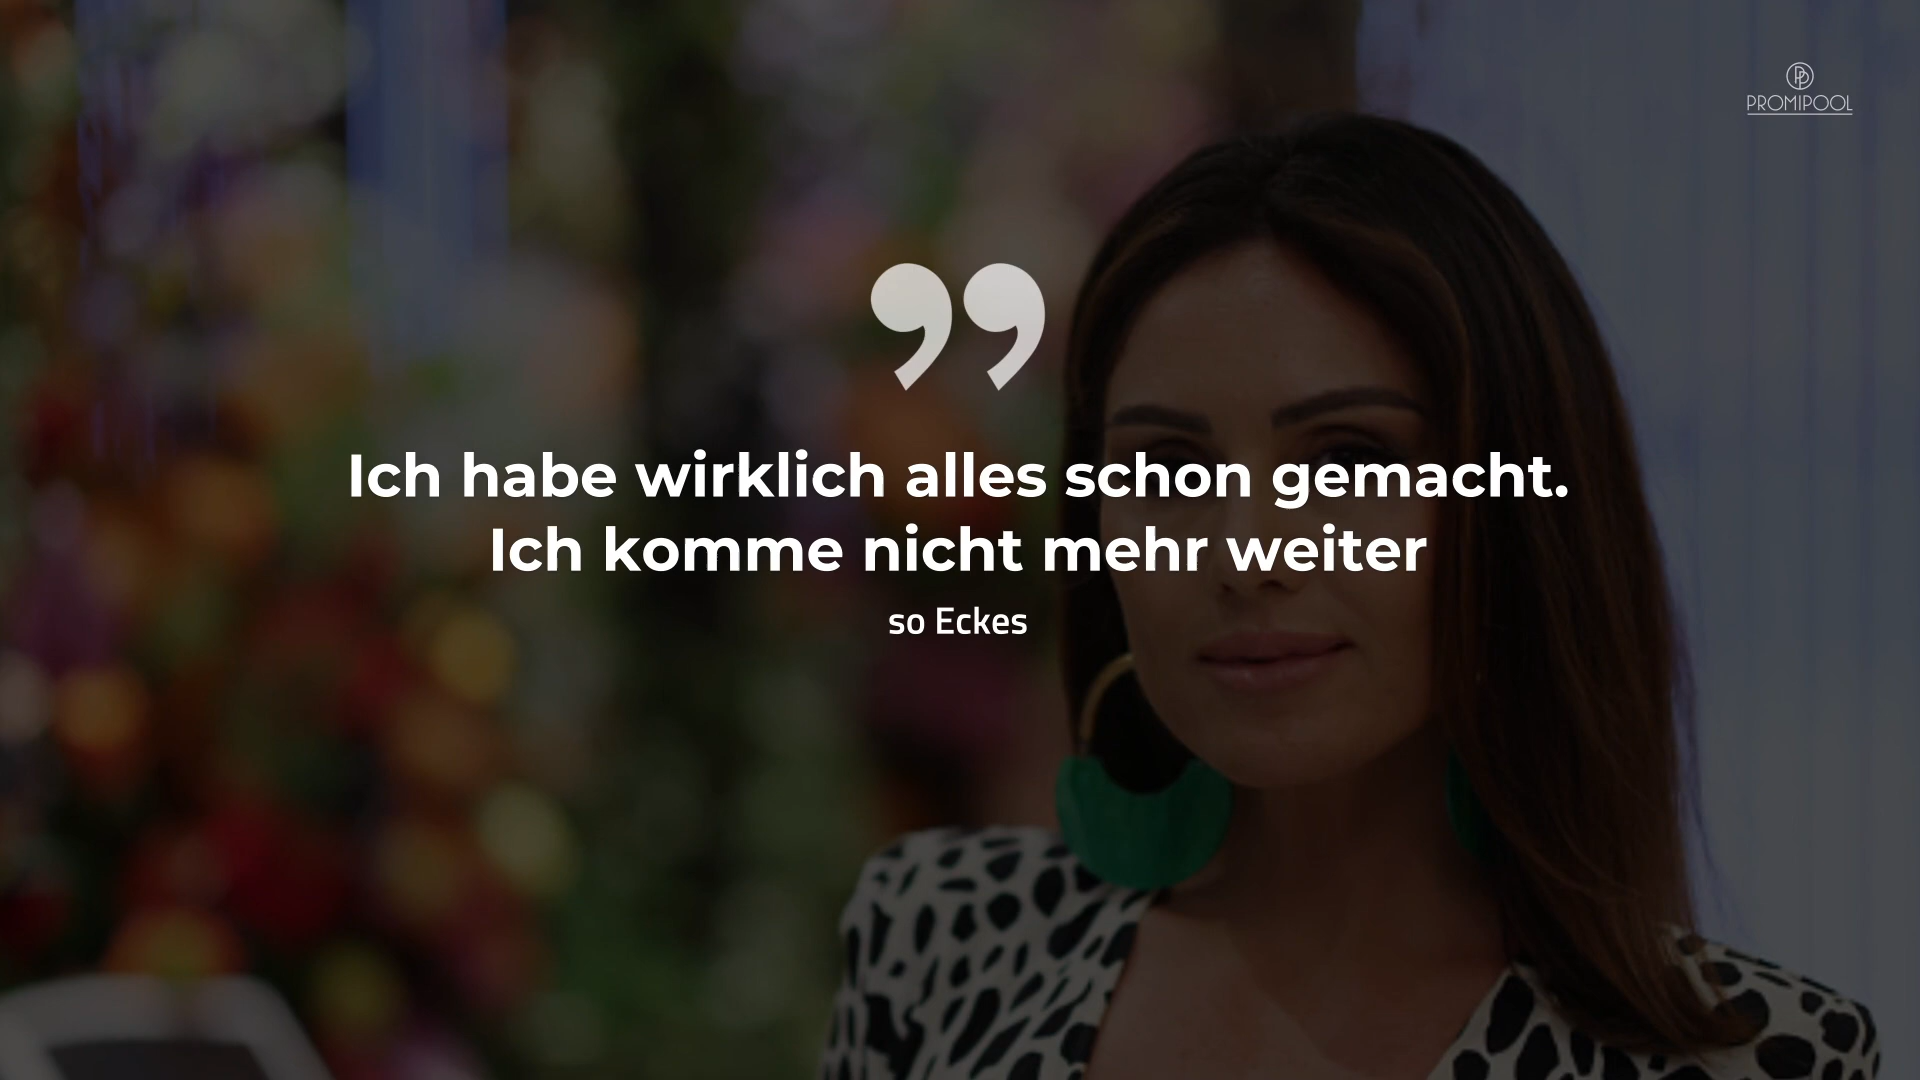 PROMIPOOL
Ich habe wirklich alles schon gemacht.
Ich komme nicht mehr weiter
so Eckes